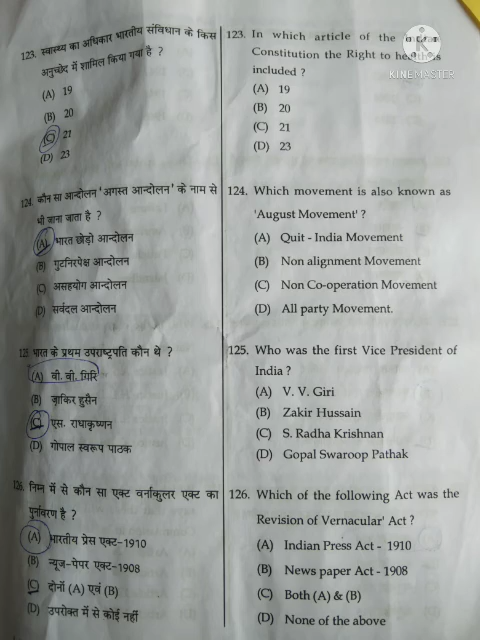 123. स्वास्थ्य का अधिकार भारतीय संविधान के किस
अनुच्छेद में शामिल किया गया है ?
(A) 19
(B) 20
(C) 21
(D) 23
124. कौन सा आन्दोलन 'अगस्त आन्दोलन' के नाम से
भी जाना जाता है ?
(A) भारत छोड़ो आन्दोलन
(B) गुटनिरपेक्ष आन्दोलन
(C) असहयोग आन्दोलन
(D) सर्वदल आन्दोलन
125. भारत के प्रथम उपराष्ट्रपति कौन थे ?
(A) वी. वी. गिरि
(B) ज़ाकिर हुसैन
(C) एस. राधाकृष्णन
(D) गोपाल स्वरूप पाठक
126. निम्न में से कौन सा एक्ट वर्नाकुलर एक्ट का
पुर्नावरण है ?
(A) भारतीय प्रेस एक्ट-1910
(B) न्यूज-पेपर एक्ट-1908
(C) दोनों (A) एवं (B)
(D) उपरोक्त में से कोई नहीं
123. In which article of the
Constitution the Right to
included ?
(A) 19
(B) 20
(C) 21
(D) 23
124. Which movement is also known as
'August Movement' ?
(A) Quit - India Movement
(B) Non alignment Movement
(C) Non Co-operation Movement
(D) All party Movement.
125. Who was the first Vice President of
India ?
(A) V. V. Giri
(B) Zakir Hussain
(C) S. Radha Krishnan
(D) Gopal Swaroop Pathak
126. Which of the following Act was the
Revision of Vernacular' Act ?
(A) Indian Press Act - 1910
(B) News paper Act - 1908
(C) Both (A) & (B)
(D) None of the above
KINEMASTER